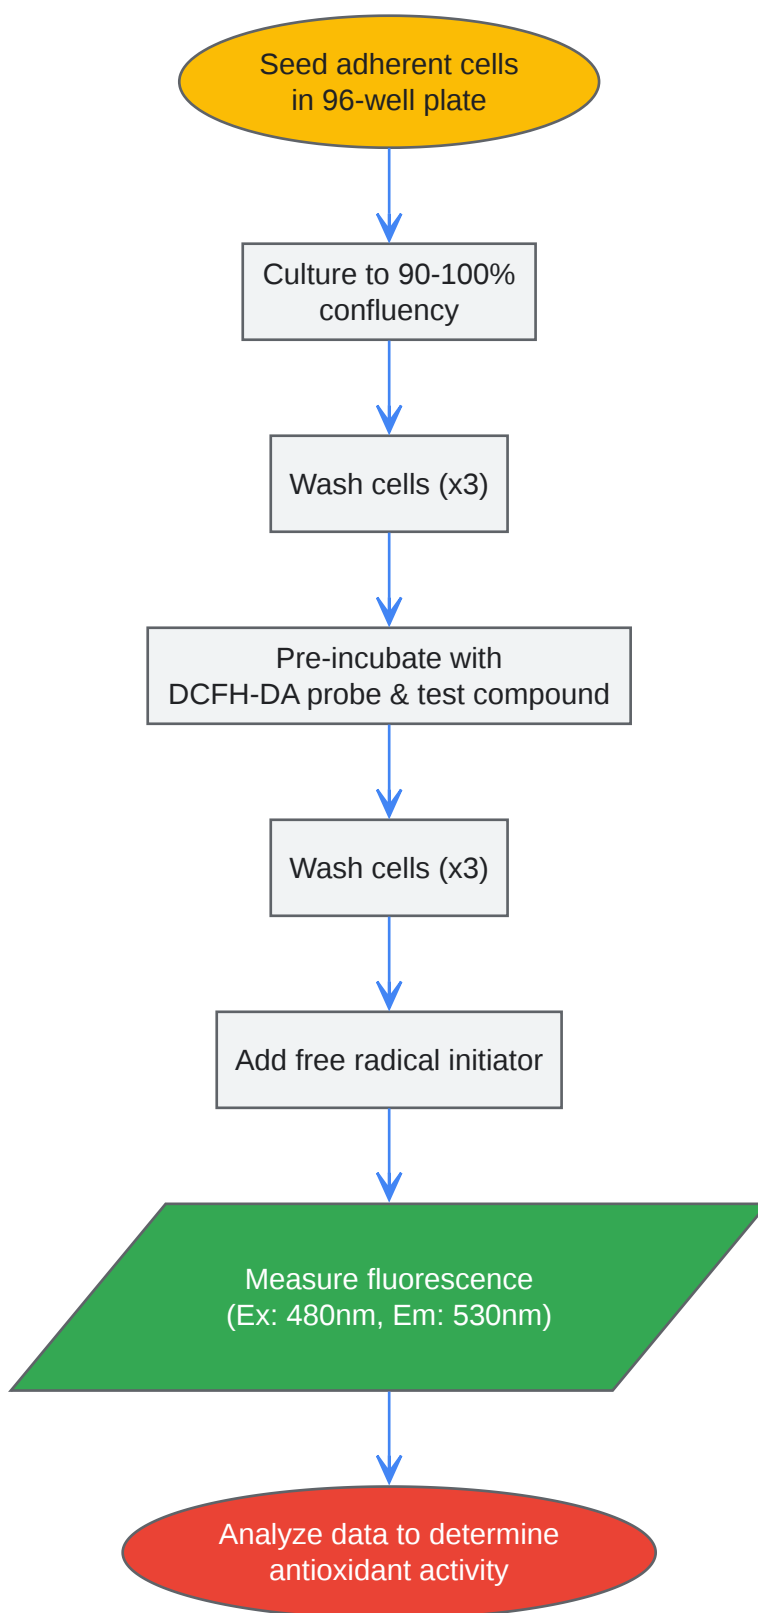 Seed adherent cells
in 96-well plate
Culture to 90-100%
confluency
Wash cells (x3)
Pre-incubate with
DCFH-DA probe & test compound
Wash cells (x3)
Add free radical initiator
Measure fluorescence
(Ex: 480nm, Em: 530nm)
Analyze data to determine
antioxidant activity